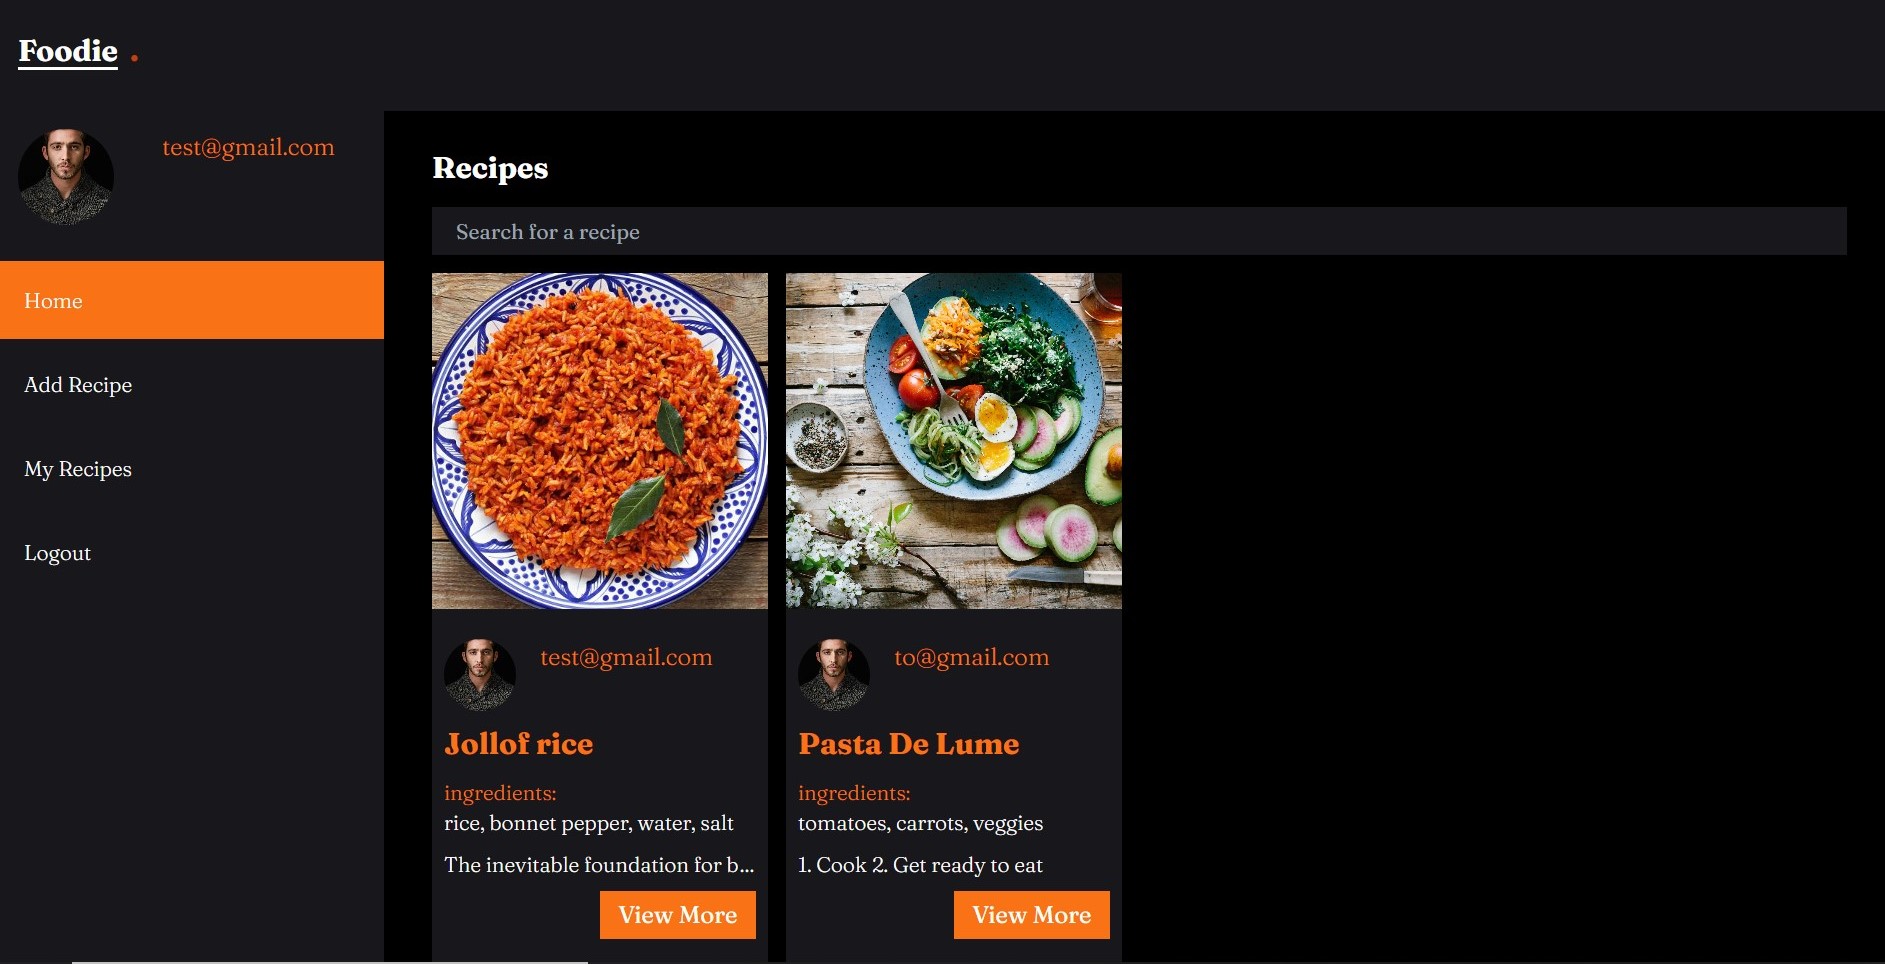 Foodie .
test@gmail.com
Home
Add Recipe
My Recipes
Logout
Recipes
Search for a recipe
test@gmail.com
Jollof rice
ingredients:
rice, bonnet pepper, water, salt
The inevitable foundation for b...
View More
to@gmail.com
Pasta De Lume
ingredients:
tomatoes, carrots, veggies
1. Cook 2. Get ready to eat
View More